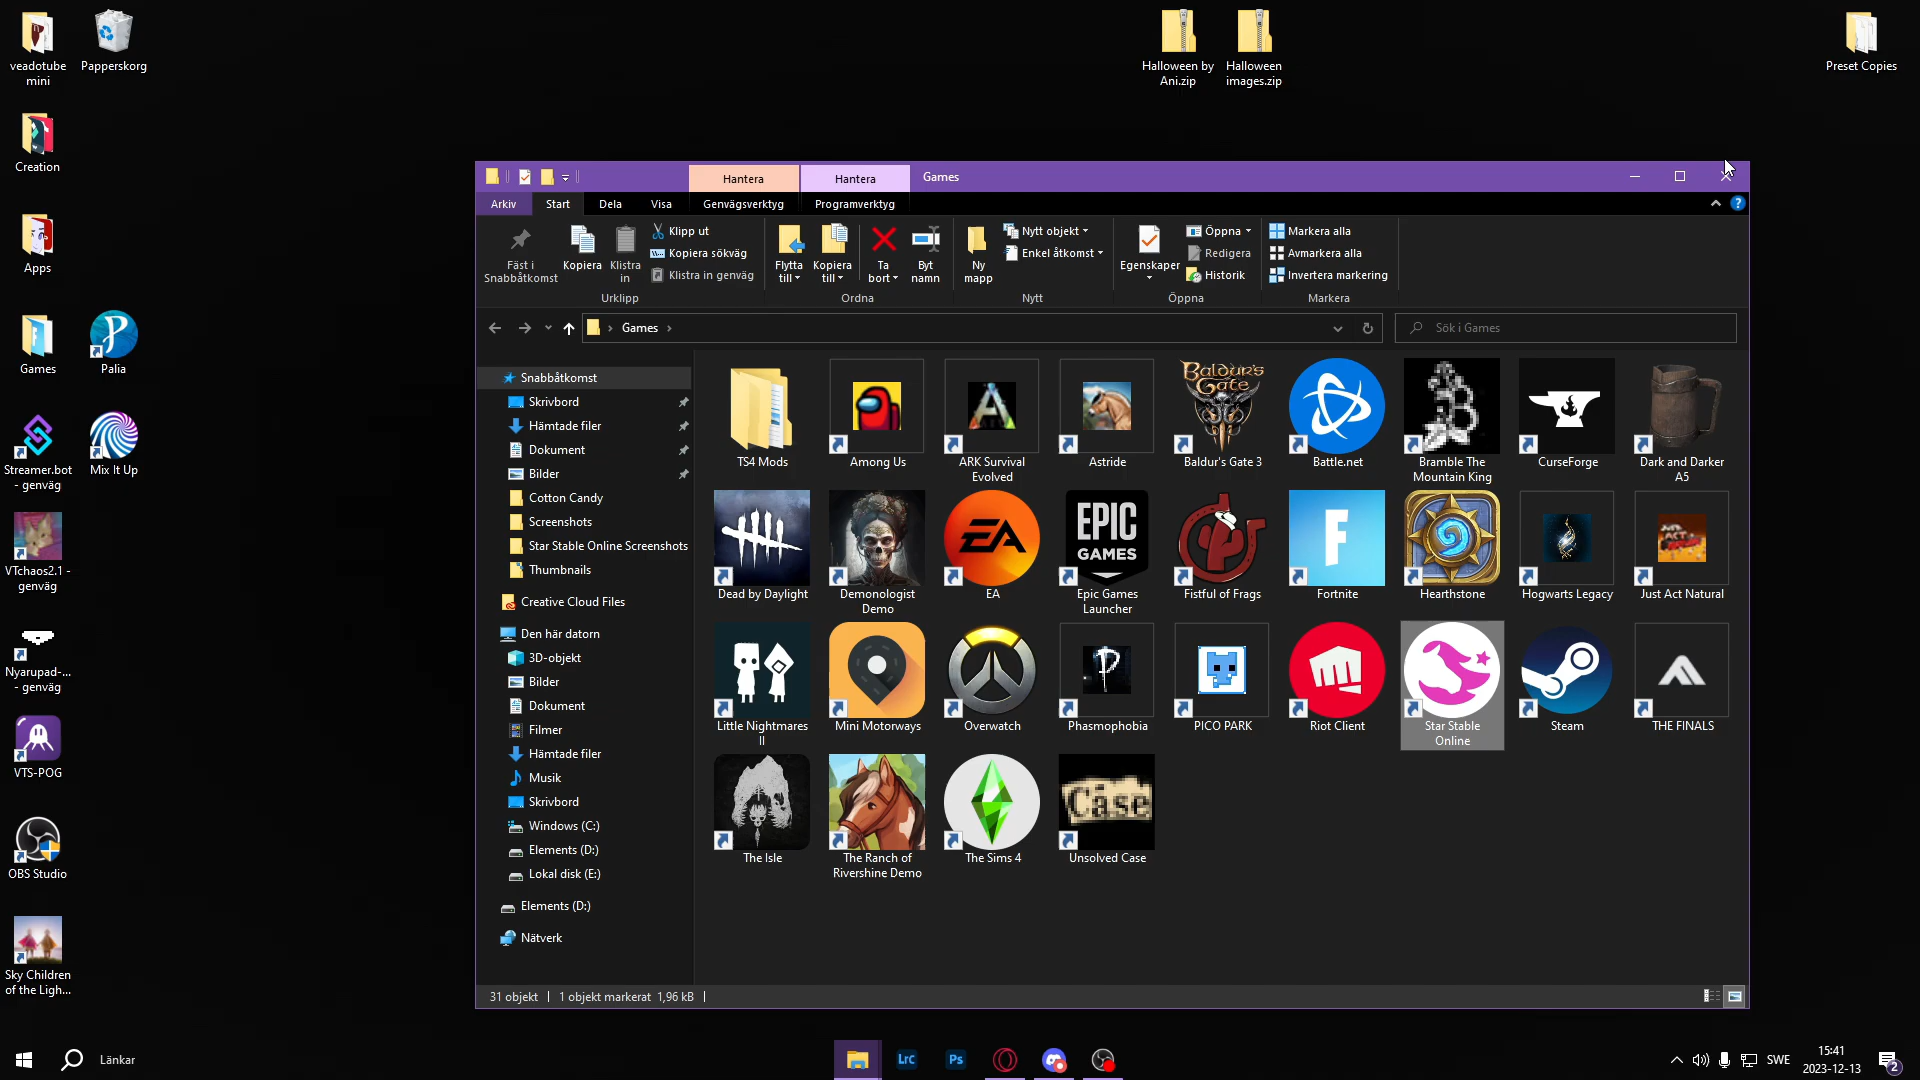 veadotube
mini
Papperskorg
Halloween by
Ani.zip
Halloween
images.zip
Preset Copies
Creation
Apps
Games
Palia
Streamer.bot
- genväg
Mix It Up
VTchaos2.1 -
genväg
Nyarupad-...
- genväg
VTS-POG
OBS Studio
Sky Children
of the Ligh...
Hantera
Hantera
Games
Arkiv
Start
Dela
Visa
Genvägsverktyg
Programverktyg
Fäst i
Snabbåtkomst
Kopiera
Klistra
in
Klipp ut
Kopiera sökväg
Klistra in genväg
Urklipp
Flytta
till
Kopiera
till
Ta
bort
Byt
namn
Ordna
Ny
mapp
Nytt objekt
Enkel åtkomst
Nytt
Egenskaper
Öppna
Redigera
Historik
Öppna
Markera alla
Avmarkera alla
Invertera markering
Markera
Games
Sök i Games
Snabbåtkomst
Skrivbord
Hämtade filer
Dokument
Bilder
Cotton Candy
Screenshots
Star Stable Online Screenshots
Thumbnails
Creative Cloud Files
Den här datorn
3D-objekt
Bilder
Dokument
Filmer
Hämtade filer
Musik
Skrivbord
Windows (C:)
Elements (D:)
Lokal disk (E:)
Elements (D:)
Nätverk
TS4 Mods
Among Us
ARK Survival
Evolved
Astride
Baldur's
Gate
Baldur's Gate 3
Battle.net
Bramble The
Mountain King
CurseForge
Dark and Darker
A5
Dead by Daylight
Demonologist
Demo
EA
EA
EPIC
GAMES
Epic Games
Launcher
Fistful of Frags
F
Fortnite
Hearthstone
Hogwarts Legacy
Just Act Natural
Little Nightmares
II
Mini Motorways
Overwatch
P
Phasmophobia
PICO PARK
Riot Client
Star Stable
Online
Steam
THE FINALS
The Isle
The Ranch of
Rivershine Demo
The Sims 4
Case
Unsolved Case
31 objekt
1 objekt markerat 1,96 kB
Länkar
LrC
Ps
SWE
15:41
2023-12-13
2